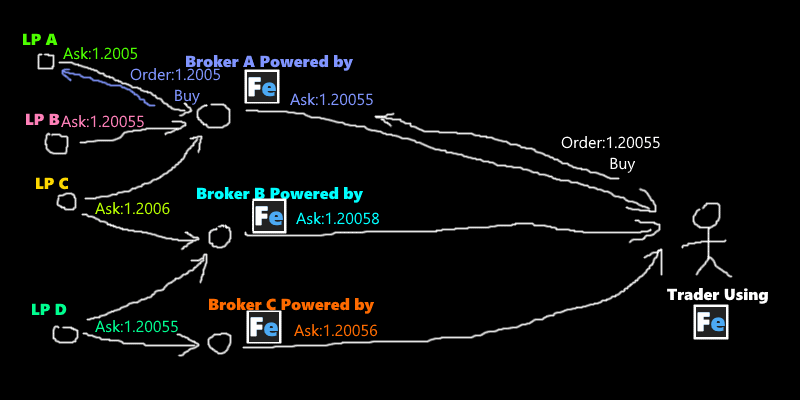 LP A
Ask:1.2005
Broker A Powered by
Order:1.2005
Buy
Fe
Ask:1.20055
LP B
Ask:1.20055
Order:1.20055
Buy
LP C
Ask:1.2006
Broker B Powered by
Fe
Ask:1.20058
LP D
Ask:1.20055
Broker C Powered by
Fe
Ask:1.20056
Trader Using
Fe